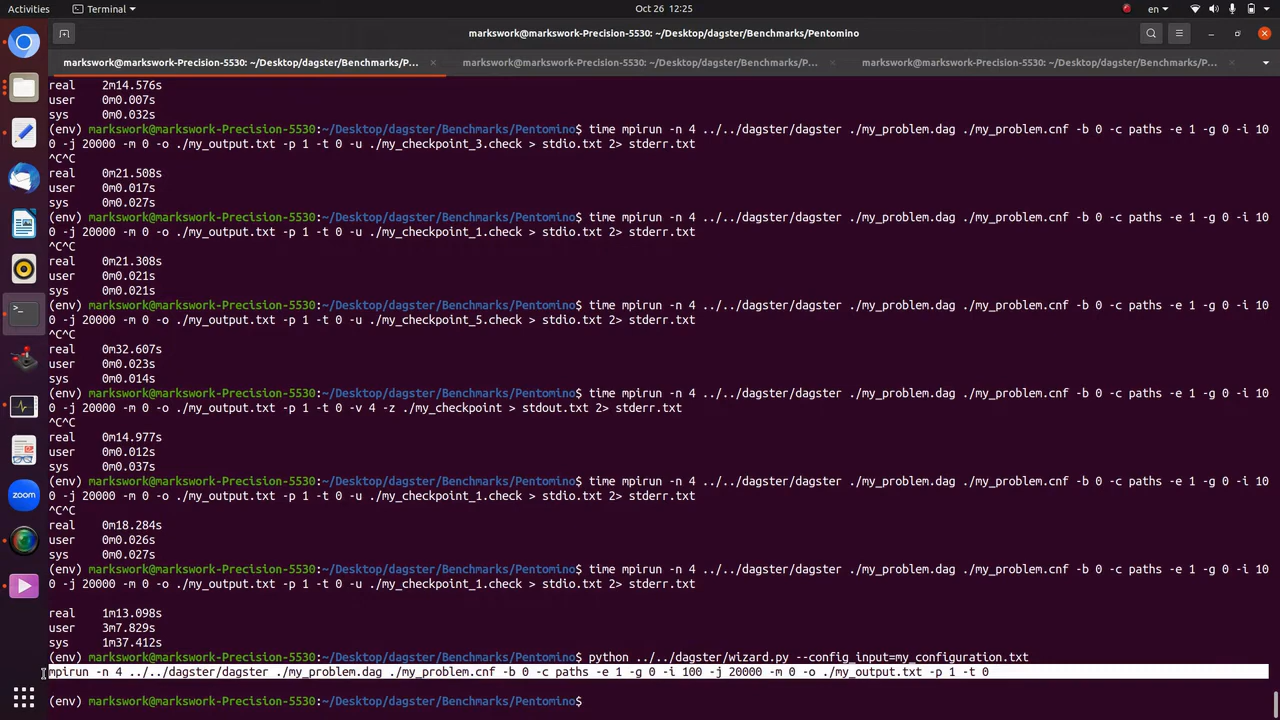 Activities
Terminal
Oct 26 12:25
en
markswork@markswork-Precision-5530: ~/Desktop/dagster/Benchmarks/Pentomino
markswork@markswork-Precision-5530: ~/Desktop/dagster/Benchmarks/P...
markswork@markswork-Precision-5530: ~/Desktop/dagster/Benchmarks/P...
markswork@markswork-Precision-5530: ~/Desktop/dagster/Benchmarks/P...
real 2m14.576s
user 0m0.007s
sys 0m0.032s
(env) markswork@markswork-Precision-5530:~/Desktop/dagster/Benchmarks/Pentomino$ time mpirun -n 4 ../../dagster/dagster ./my_problem.dag ./my_problem.cnf -b 0 -c paths -e 1 -g 0 -i 10
0 -j 20000 -m 0 -o ./my_output.txt -p 1 -t 0 -u ./my_checkpoint_3.check > stdio.txt 2> stderr.txt
^C^C
real 0m21.508s
user 0m0.017s
sys 0m0.027s
(env) markswork@markswork-Precision-5530:~/Desktop/dagster/Benchmarks/Pentomino$ time mpirun -n 4 ../../dagster/dagster ./my_problem.dag ./my_problem.cnf -b 0 -c paths -e 1 -g 0 -i 10
0 -j 20000 -m 0 -o ./my_output.txt -p 1 -t 0 -u ./my_checkpoint_1.check > stdio.txt 2> stderr.txt
^C^C
real 0m21.308s
user 0m0.021s
sys 0m0.021s
(env) markswork@markswork-Precision-5530:~/Desktop/dagster/Benchmarks/Pentomino$ time mpirun -n 4 ../../dagster/dagster ./my_problem.dag ./my_problem.cnf -b 0 -c paths -e 1 -g 0 -i 10
0 -j 20000 -m 0 -o ./my_output.txt -p 1 -t 0 -u ./my_checkpoint_5.check > stdio.txt 2> stderr.txt
^C^C
real 0m32.607s
user 0m0.023s
sys 0m0.014s
(env) markswork@markswork-Precision-5530:~/Desktop/dagster/Benchmarks/Pentomino$ time mpirun -n 4 ../../dagster/dagster ./my_problem.dag ./my_problem.cnf -b 0 -c paths -e 1 -g 0 -i 10
0 -j 20000 -m 0 -o ./my_output.txt -p 1 -t 0 -v 4 -z ./my_checkpoint > stdout.txt 2> stderr.txt
^C^C
real 0m14.977s
user 0m0.012s
sys 0m0.037s
(env) markswork@markswork-Precision-5530:~/Desktop/dagster/Benchmarks/Pentomino$ time mpirun -n 4 ../../dagster/dagster ./my_problem.dag ./my_problem.cnf -b 0 -c paths -e 1 -g 0 -i 10
0 -j 20000 -m 0 -o ./my_output.txt -p 1 -t 0 -u ./my_checkpoint_1.check > stdio.txt 2> stderr.txt
^C^C
real 0m18.284s
user 0m0.026s
sys 0m0.027s
(env) markswork@markswork-Precision-5530:~/Desktop/dagster/Benchmarks/Pentomino$ time mpirun -n 4 ../../dagster/dagster ./my_problem.dag ./my_problem.cnf -b 0 -c paths -e 1 -g 0 -i 10
0 -j 20000 -m 0 -o ./my_output.txt -p 1 -t 0 -u ./my_checkpoint_1.check > stdio.txt 2> stderr.txt
real 1m13.098s
user 3m7.829s
sys 1m37.412s
(env) markswork@markswork-Precision-5530:~/Desktop/dagster/Benchmarks/Pentomino$ python ../../dagster/wizard.py --config_input=my_configuration.txt
mpirun -n 4 ../../dagster/dagster ./my_problem.dag ./my_problem.cnf -b 0 -c paths -e 1 -g 0 -i 100 -j 20000 -m 0 -o ./my_output.txt -p 1 -t 0
(env) markswork@markswork-Precision-5530:~/Desktop/dagster/Benchmarks/Pentomino$
zoom